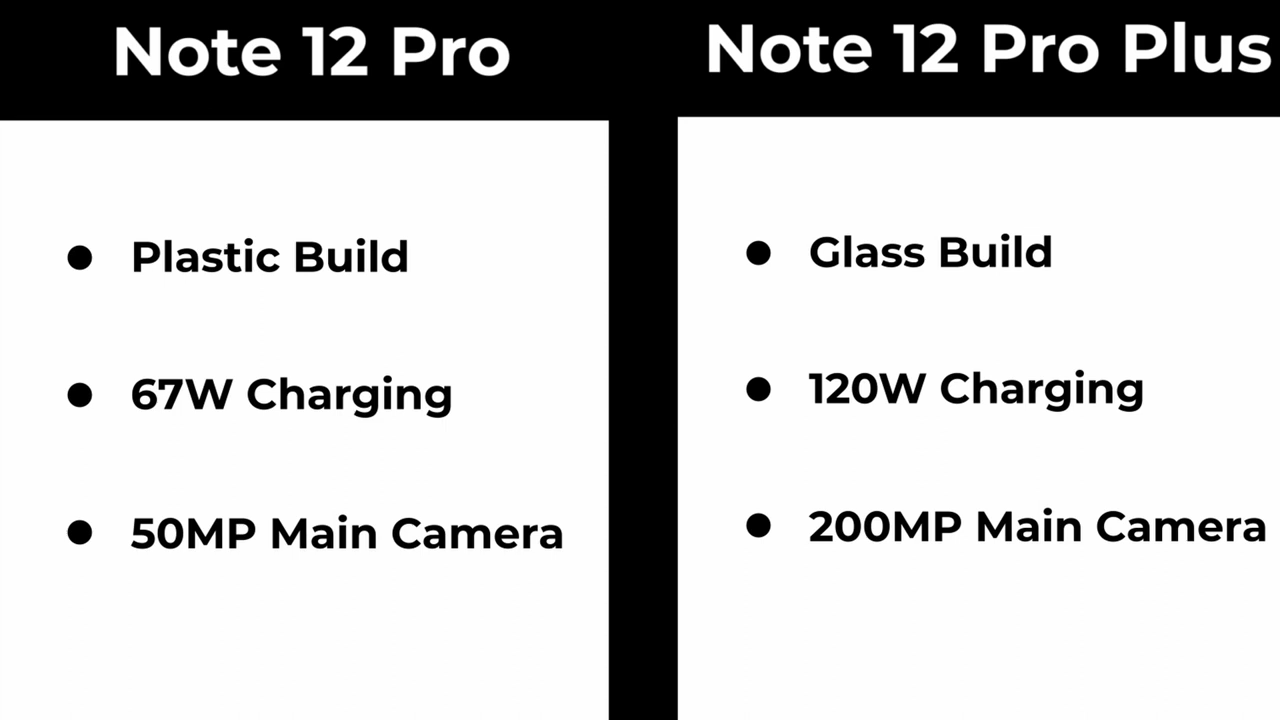 Note 12 Pro
Plastic Build
67W Charging
50MP Main Camera
Note 12 Pro Plus
Glass Build
120W Charging
200MP Main Camera